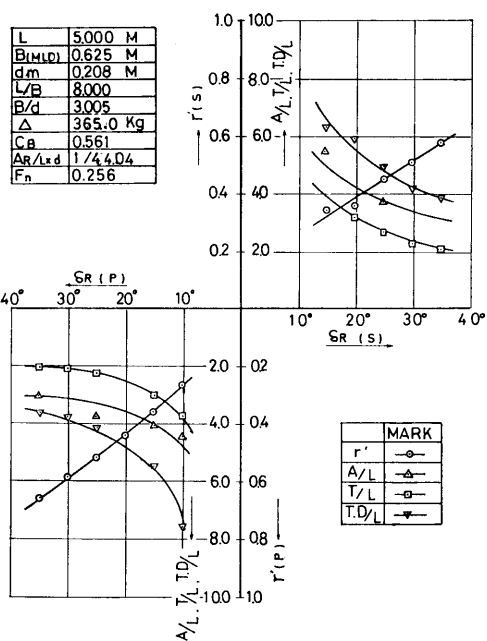 L 5.000 M
B(MLD) 0.625 M
dm 0.208 M
L/B 8.000
B/d 3.005
Δ 365.0 Kg
CB 0.561
AR/L×d 1/44.04
Fn 0.256
r'(S)
A/L, T/L, T.D/L
1.0 10.0
0.8 8.0
0.6 6.0
0.4 4.0
0.2 2.0
10° 20° 30° 40°
δR (S)
δR (P)
40° 30° 20° 10°
2.0 0.2
4.0 0.4
6.0 0.6
8.0 0.8
10.0 1.0
A/L, T/L, T.D/L
r'(P)
MARK
r'
A/L
T/L
T.D/L